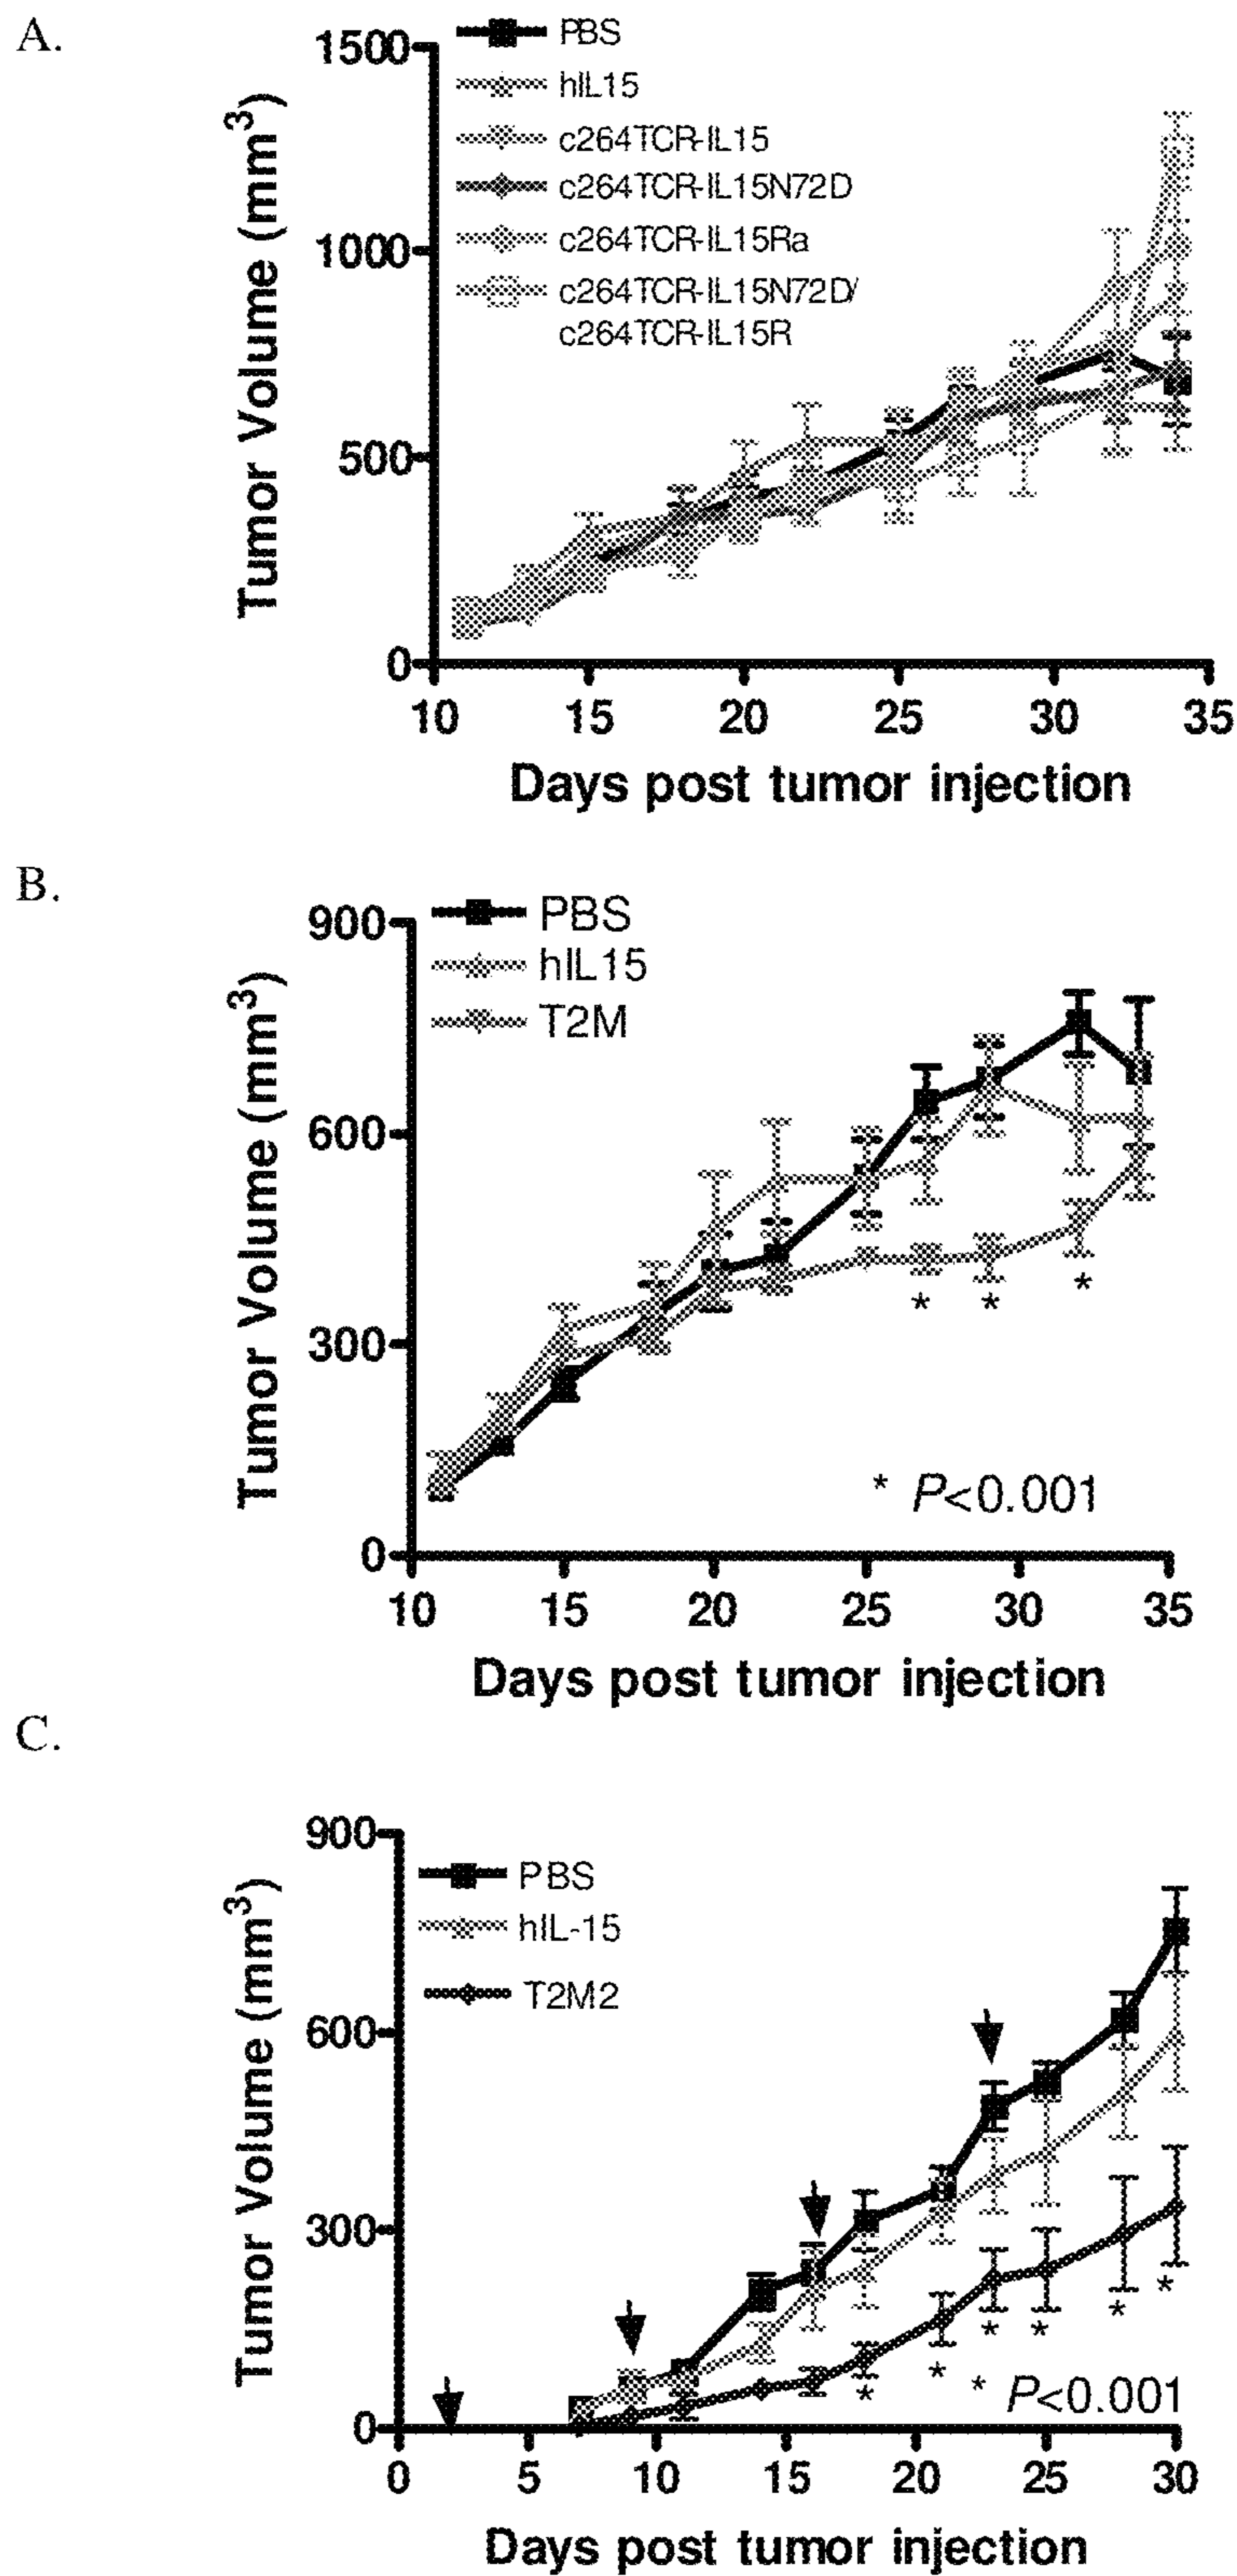 A.
1500
1000
500
0
Tumor Volume (mm³)
PBS
hIL15
c264TCR-IL15
c264TCR-IL15N72D
c264TCR-IL15Ra
c264TCR-IL15N72D/
c264TCR-IL15R
10 15 20 25 30 35
Days post tumor injection
B.
900
600
300
0
Tumor Volume (mm³)
PBS
hIL15
T2M
* * *
* P<0.001
10 15 20 25 30 35
Days post tumor injection
C.
900
600
300
0
Tumor Volume (mm³)
PBS
hIL-15
T2M2
* * * * * *
* P<0.001
0 5 10 15 20 25 30
Days post tumor injection